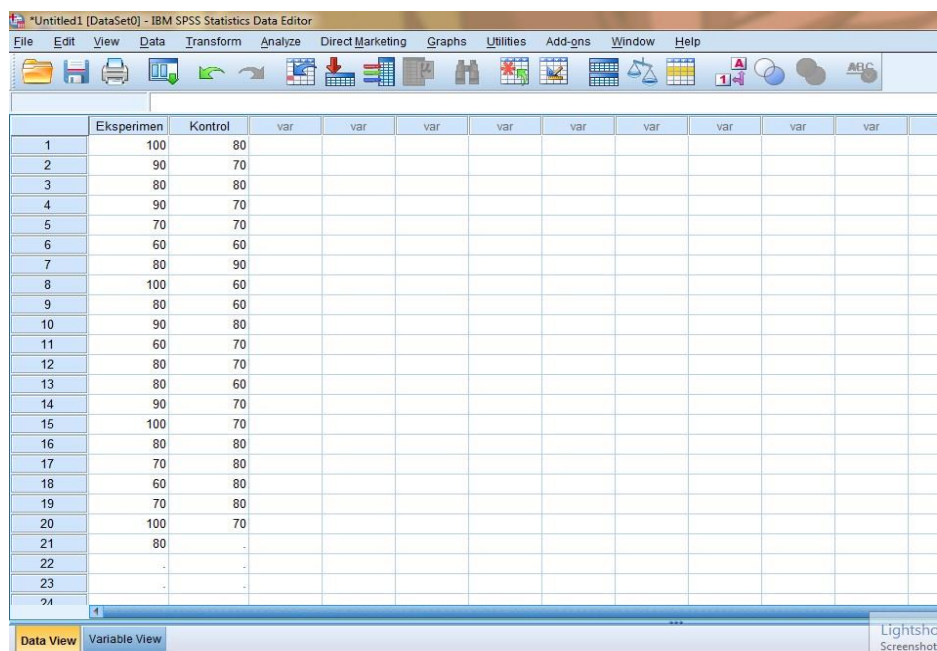 *Untitled1 [DataSet0] - IBM SPSS Statistics Data Editor
File Edit View Data Transform Analyze Direct Marketing Graphs Utilities Add-ons Window Help
Eksperimen Kontrol var var var var var var var var var
1 100 80
2 90 70
3 80 80
4 90 70
5 70 70
6 60 60
7 80 90
8 100 60
9 80 60
10 90 80
11 60 70
12 80 70
13 80 60
14 90 70
15 100 70
16 80 80
17 70 80
18 60 80
19 70 80
20 100 70
21 80 .
22 . .
23 . .
24
Data View Variable View
Lightsho
Screenshot